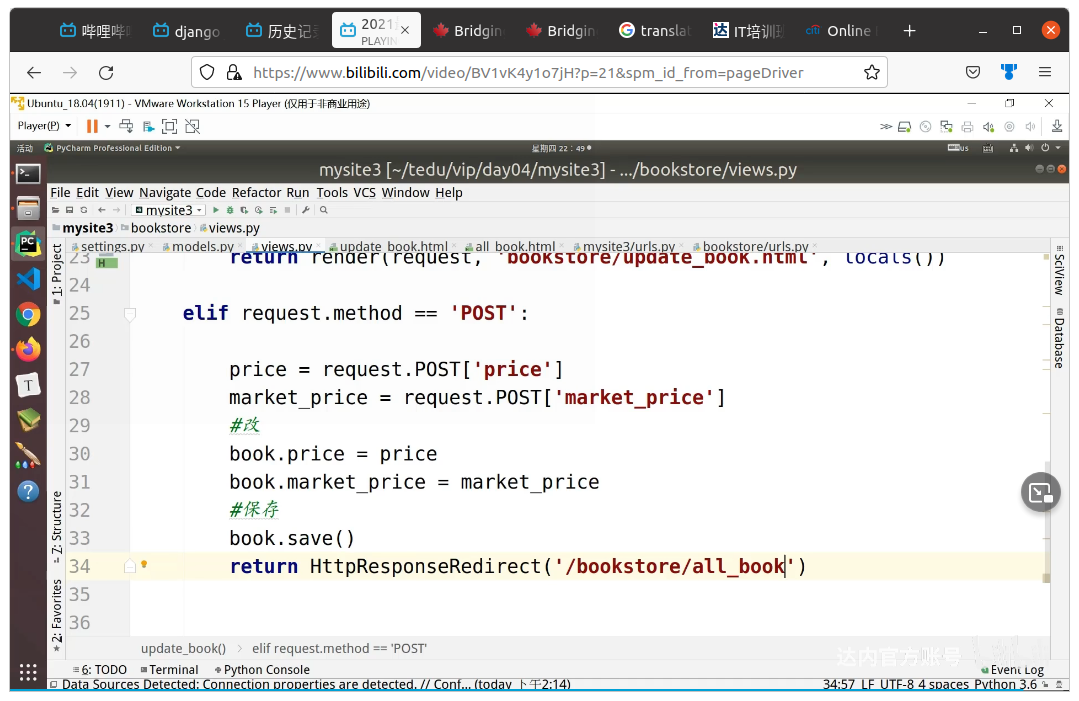 哔哩哔 djang 历史记 2021 Bridgin Bridgin translat IT培训 Online
PLAYIN
https://www.bilibili.com/video/BV1vK4y1o7jH?p=21&spm_id_from=pageDriver
Ubuntu_18.04(1911) - VMware Workstation 15 Player (仅用于非商业用途)
Player(P)
活动 PyCharm Professional Edition 星期四 22：49
mysite3 [~/tedu/vip/day04/mysite3] - .../bookstore/views.py
File Edit View Navigate Code Refactor Run Tools VCS Window Help
mysite3
mysite3 bookstore views.py
settings.py models.py views.py update_book.html all_book.html mysite3/urls.py bookstore/urls.py
23 return render(request, 'bookstore/update_book.html', locals())
24
25 elif request.method == 'POST':
26
27 price = request.POST['price']
28 market_price = request.POST['market_price']
29 #改
30 book.price = price
31 book.market_price = market_price
32 #保存
33 book.save()
34 return HttpResponseRedirect('/bookstore/all_book')
35
36
1: Project
Z: Structure
2: Favorites
SciView
Database
update_book() elif request.method == 'POST'
达内官方账号
6: TODO Terminal Python Console Event Log
Data Sources Detected: Connection properties are detected. // Conf... (today 下午2:14) 34:57 LF UTF-8 4 spaces Python 3.6